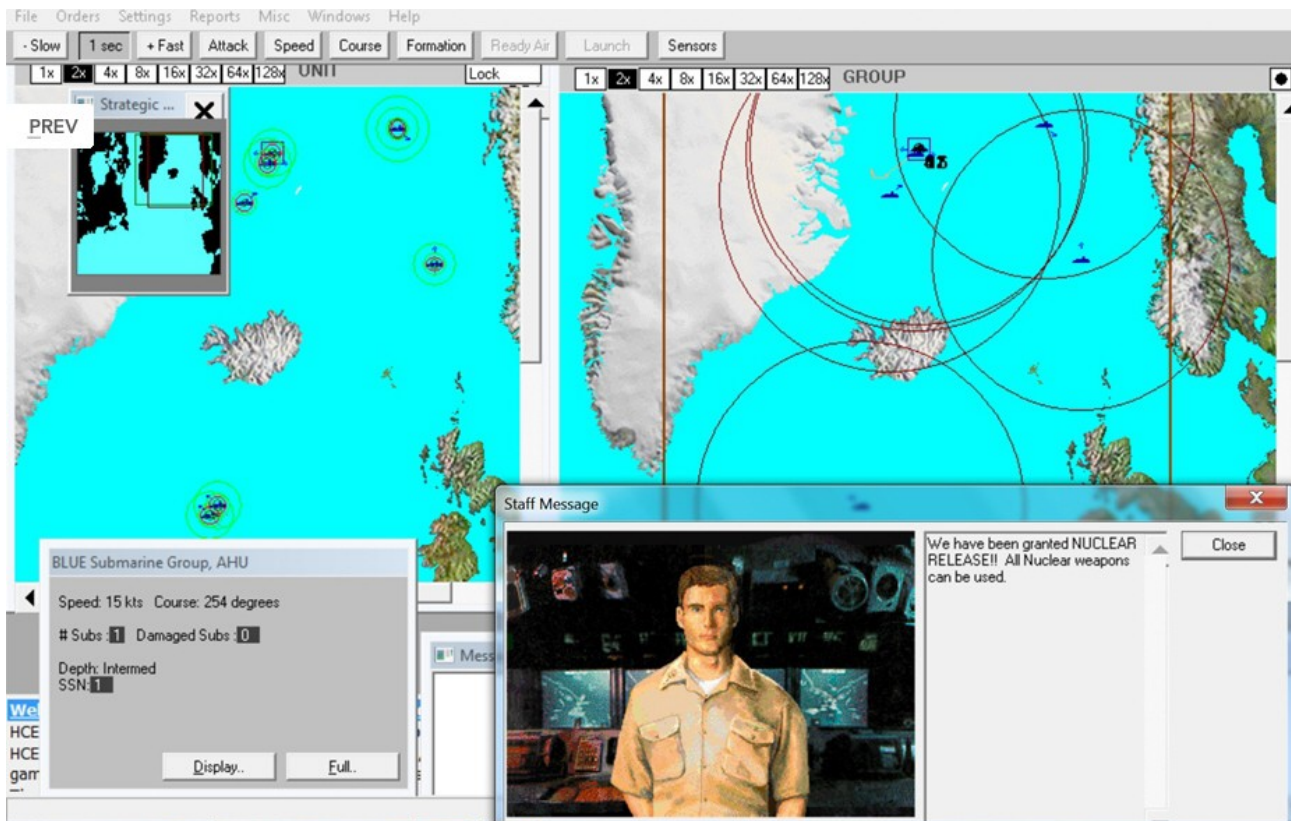 File Orders Settings Reports Misc Windows Help
- Slow 1 sec + Fast Attack Speed Course Formation Ready Air Launch Sensors
1x 2x 4x 8x 16x 32x 64x 128x UNIT Lock
1x 2x 4x 8x 16x 32x 64x 128x GROUP
Strategic ...
PREV
Staff Message
We have been granted NUCLEAR
RELEASE!! All Nuclear weapons
can be used.
Close
BLUE Submarine Group, AHU
Speed: 15 kts Course: 254 degrees
# Subs : 1 Damaged Subs : 0
Depth: Intermed
SSN: 1
Display.. Full..
Mess
Wel
HCE
HCE
gam